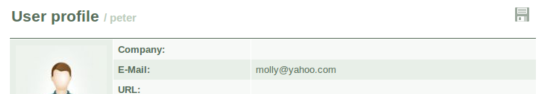 User profile / peter
Company:
E-Mail: molly@yahoo.com
URL: